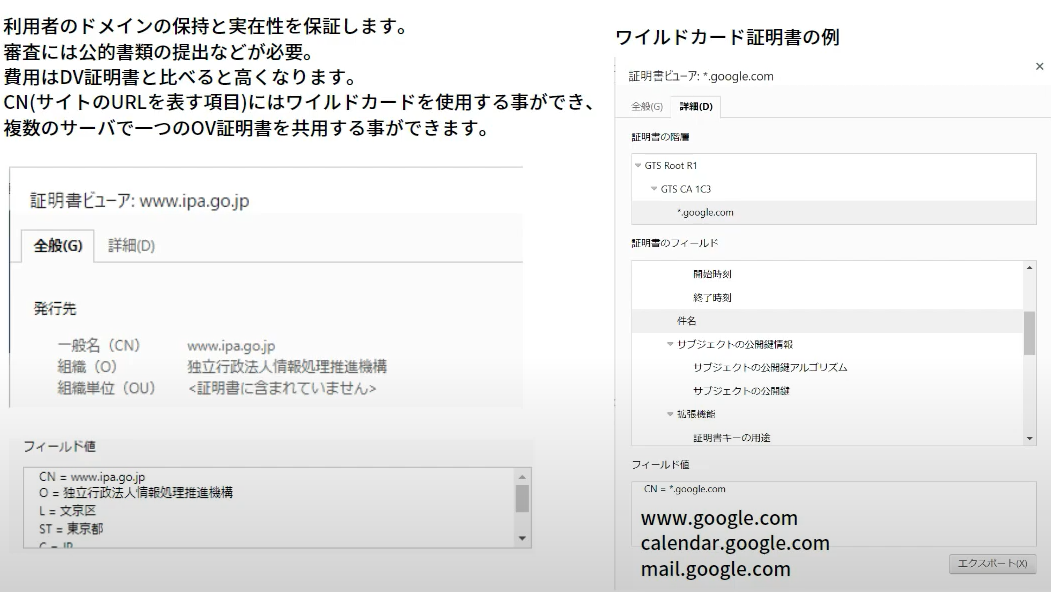 利用者のドメインの保持と実在性を保証します。
審査には公的書類の提出などが必要。
費用はDV証明書と比べると高くなります。
CN(サイトのURLを表す項目)にはワイルドカードを使用する事ができ、
複数のサーバで一つのOV証明書を共用する事ができます。
証明書ビューア: www.ipa.go.jp
全般(G) 詳細(D)
発行先
一般名（CN） www.ipa.go.jp
組織（O） 独立行政法人情報処理推進機構
組織単位（OU） <証明書に含まれていません>
フィールド値
CN = www.ipa.go.jp
O = 独立行政法人情報処理推進機構
L = 文京区
ST = 東京都
C = JP
ワイルドカード証明書の例
証明書ビューア: *.google.com
全般(G) 詳細(D)
証明書の階層
GTS Root R1
GTS CA 1C3
*.google.com
証明書のフィールド
開始時刻
終了時刻
件名
サブジェクトの公開鍵情報
サブジェクトの公開鍵アルゴリズム
サブジェクトの公開鍵
拡張機能
証明書キーの用途
フィールド値
CN = *.google.com
www.google.com
calendar.google.com
mail.google.com
エクスポート(X)